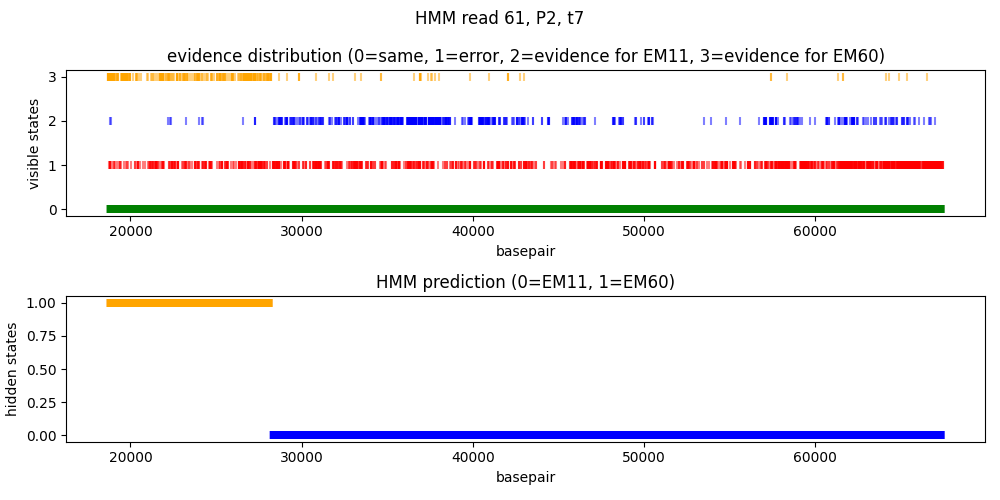 HMM read 61, P2, t7
evidence distribution (0=same, 1=error, 2=evidence for EM11, 3=evidence for EM60)
visible states
3
2
1
0
20000 30000 40000 50000 60000
basepair
HMM prediction (0=EM11, 1=EM60)
hidden states
1.00
0.75
0.50
0.25
0.00
20000 30000 40000 50000 60000
basepair